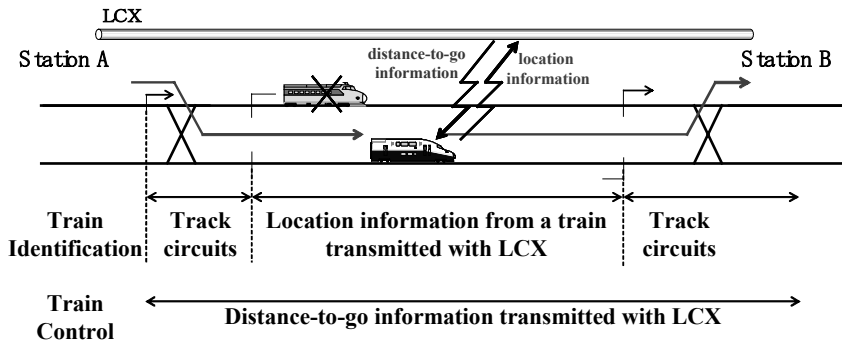 LCX
Station A
distance-to-go
information
location
information
Station B
Train
Identification
Track
circuits
Location information from a train
transmitted with LCX
Track
circuits
Train
Control
Distance-to-go information transmitted with LCX